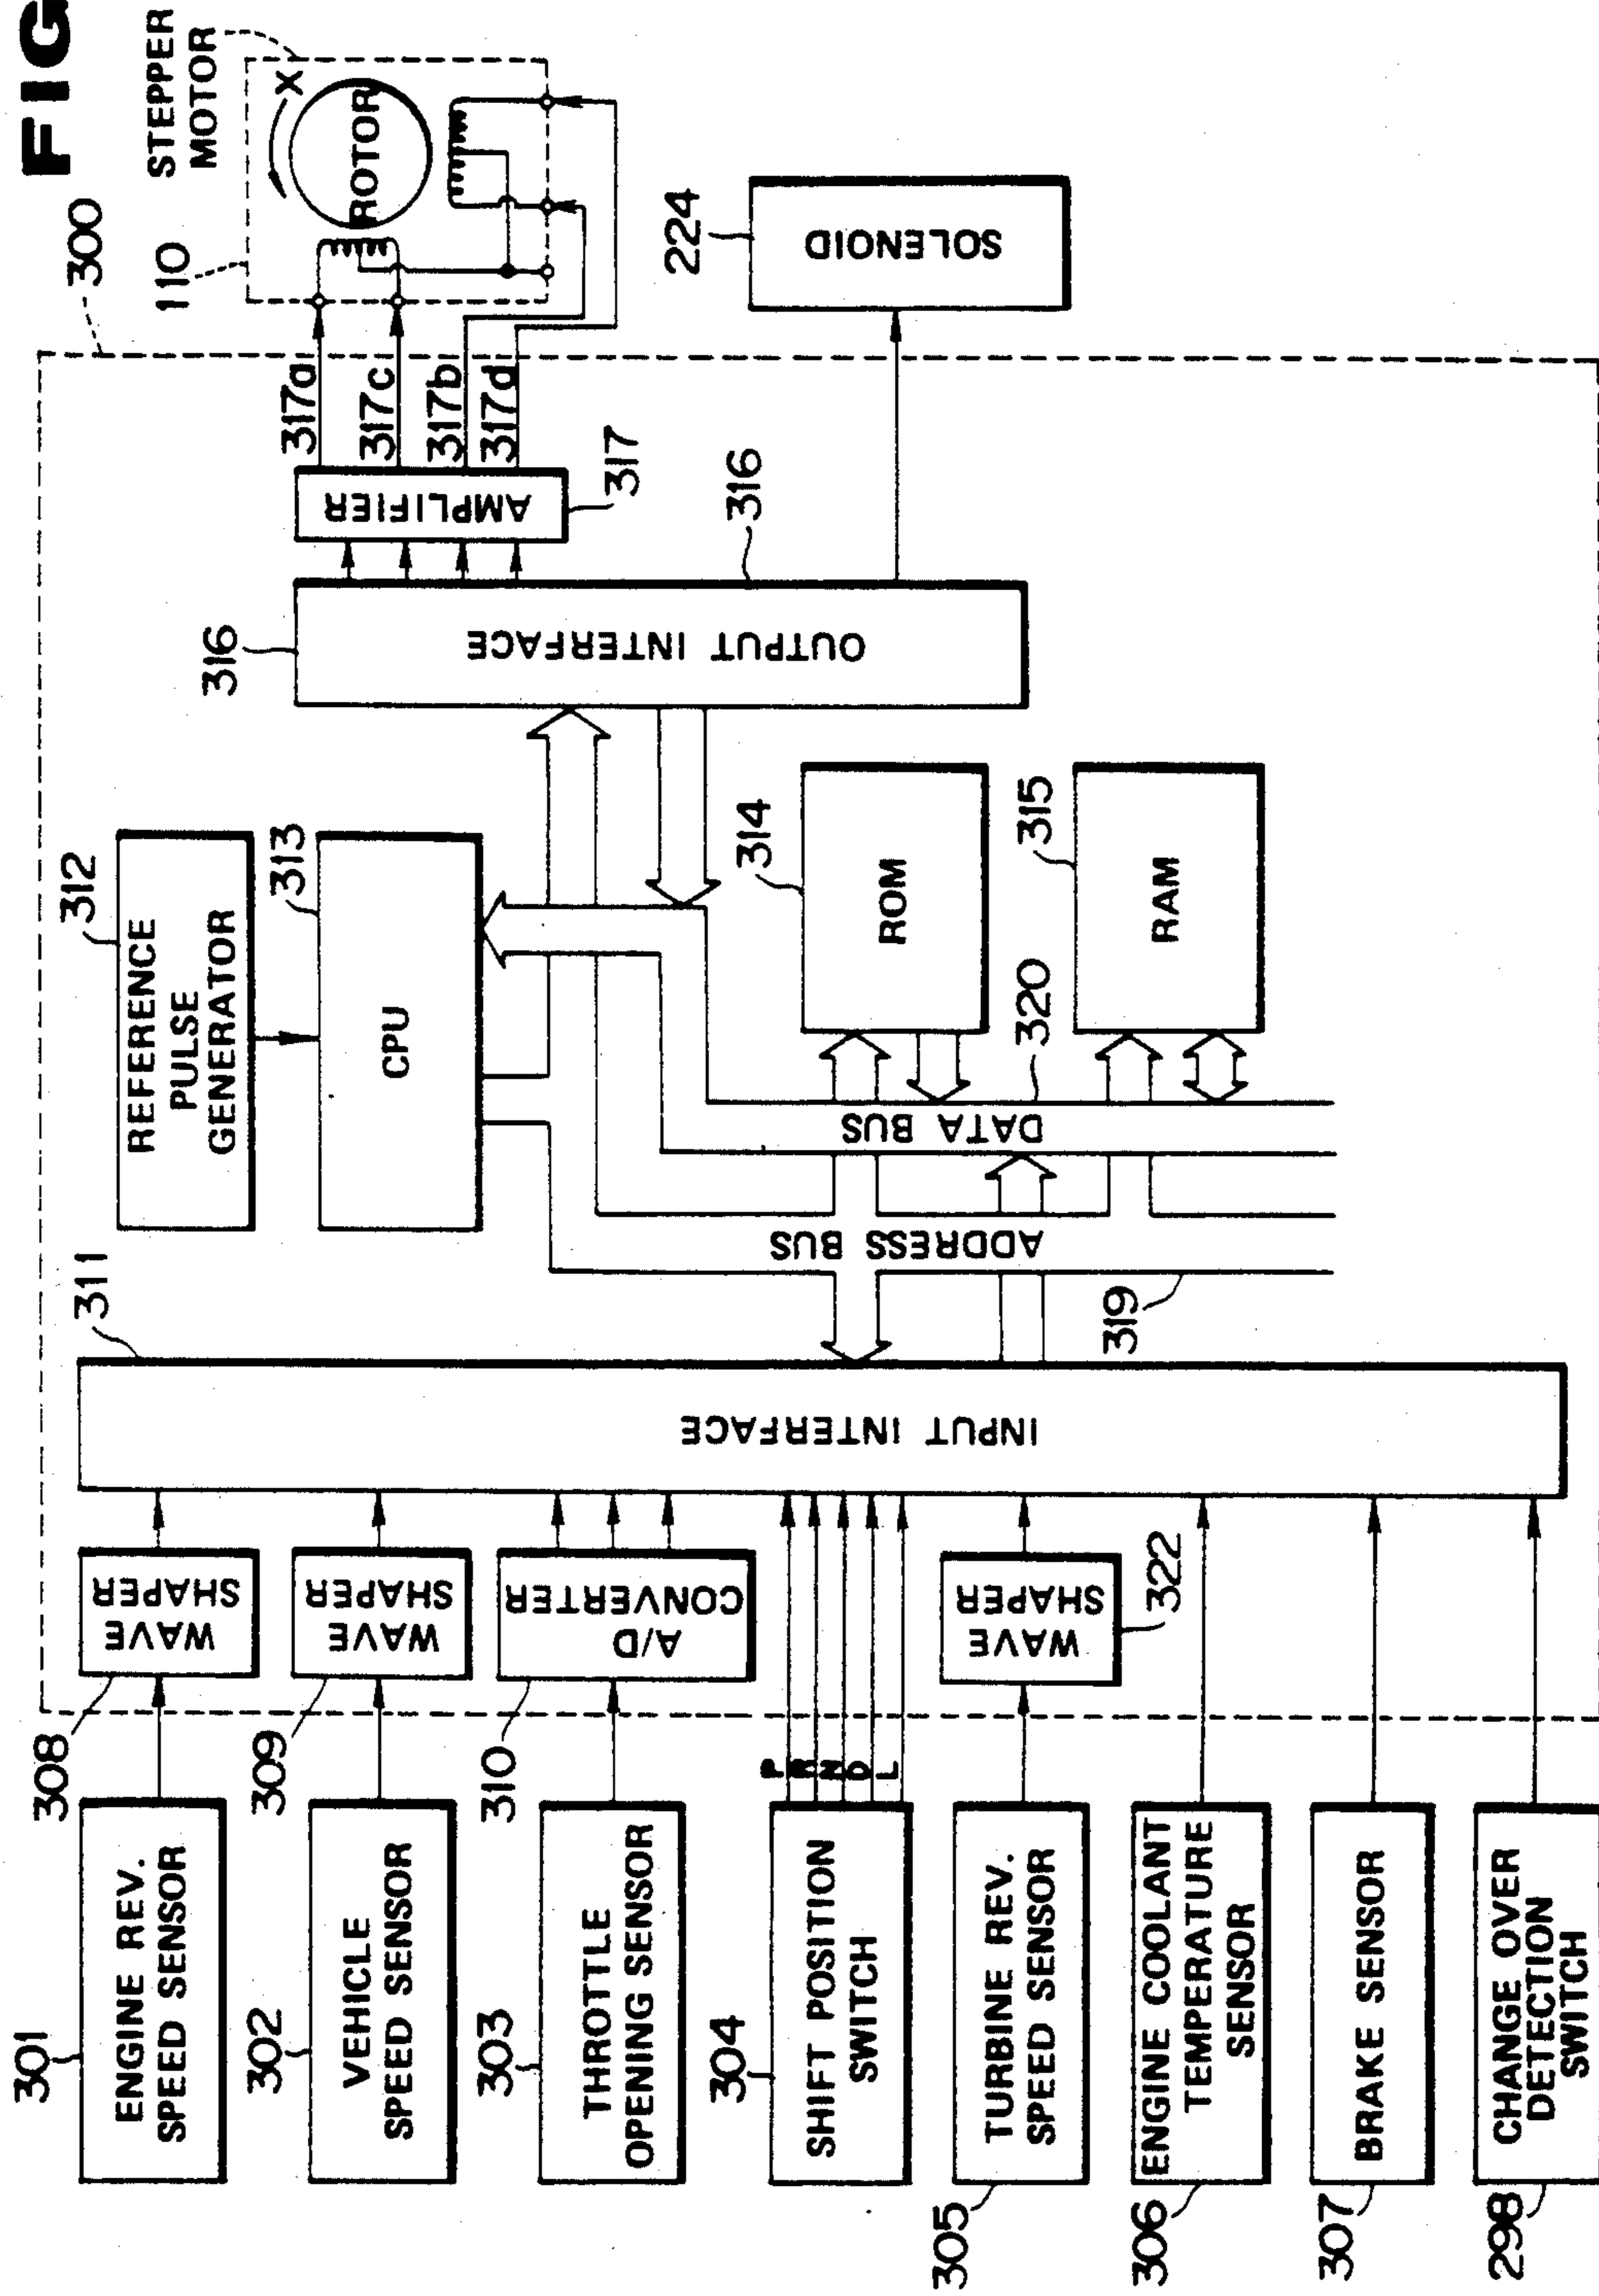 FIG
STEPPER
MOTOR
X
ROTOR
110
300
317a
317c
317b
317d
AMPLIFIER
317
224
SOLENOID
316
OUTPUT INTERFACE
316
312
REFERENCE
PULSE
GENERATOR
313
CPU
314
ROM
315
RAM
320
DATA BUS
ADDRESS BUS
319
311
INPUT INTERFACE
308
WAVE
SHAPER
309
WAVE
SHAPER
310
A/D
CONVERTER
P
R
N
D
L
WAVE
SHAPER
322
301
ENGINE REV.
SPEED SENSOR
302
VEHICLE
SPEED SENSOR
303
THROTTLE
OPENING SENSOR
304
SHIFT POSITION
SWITCH
305
TURBINE REV.
SPEED SENSOR
306
ENGINE COOLANT
TEMPERATURE
SENSOR
307
BRAKE SENSOR
298
CHANGE OVER
DETECTION
SWITCH